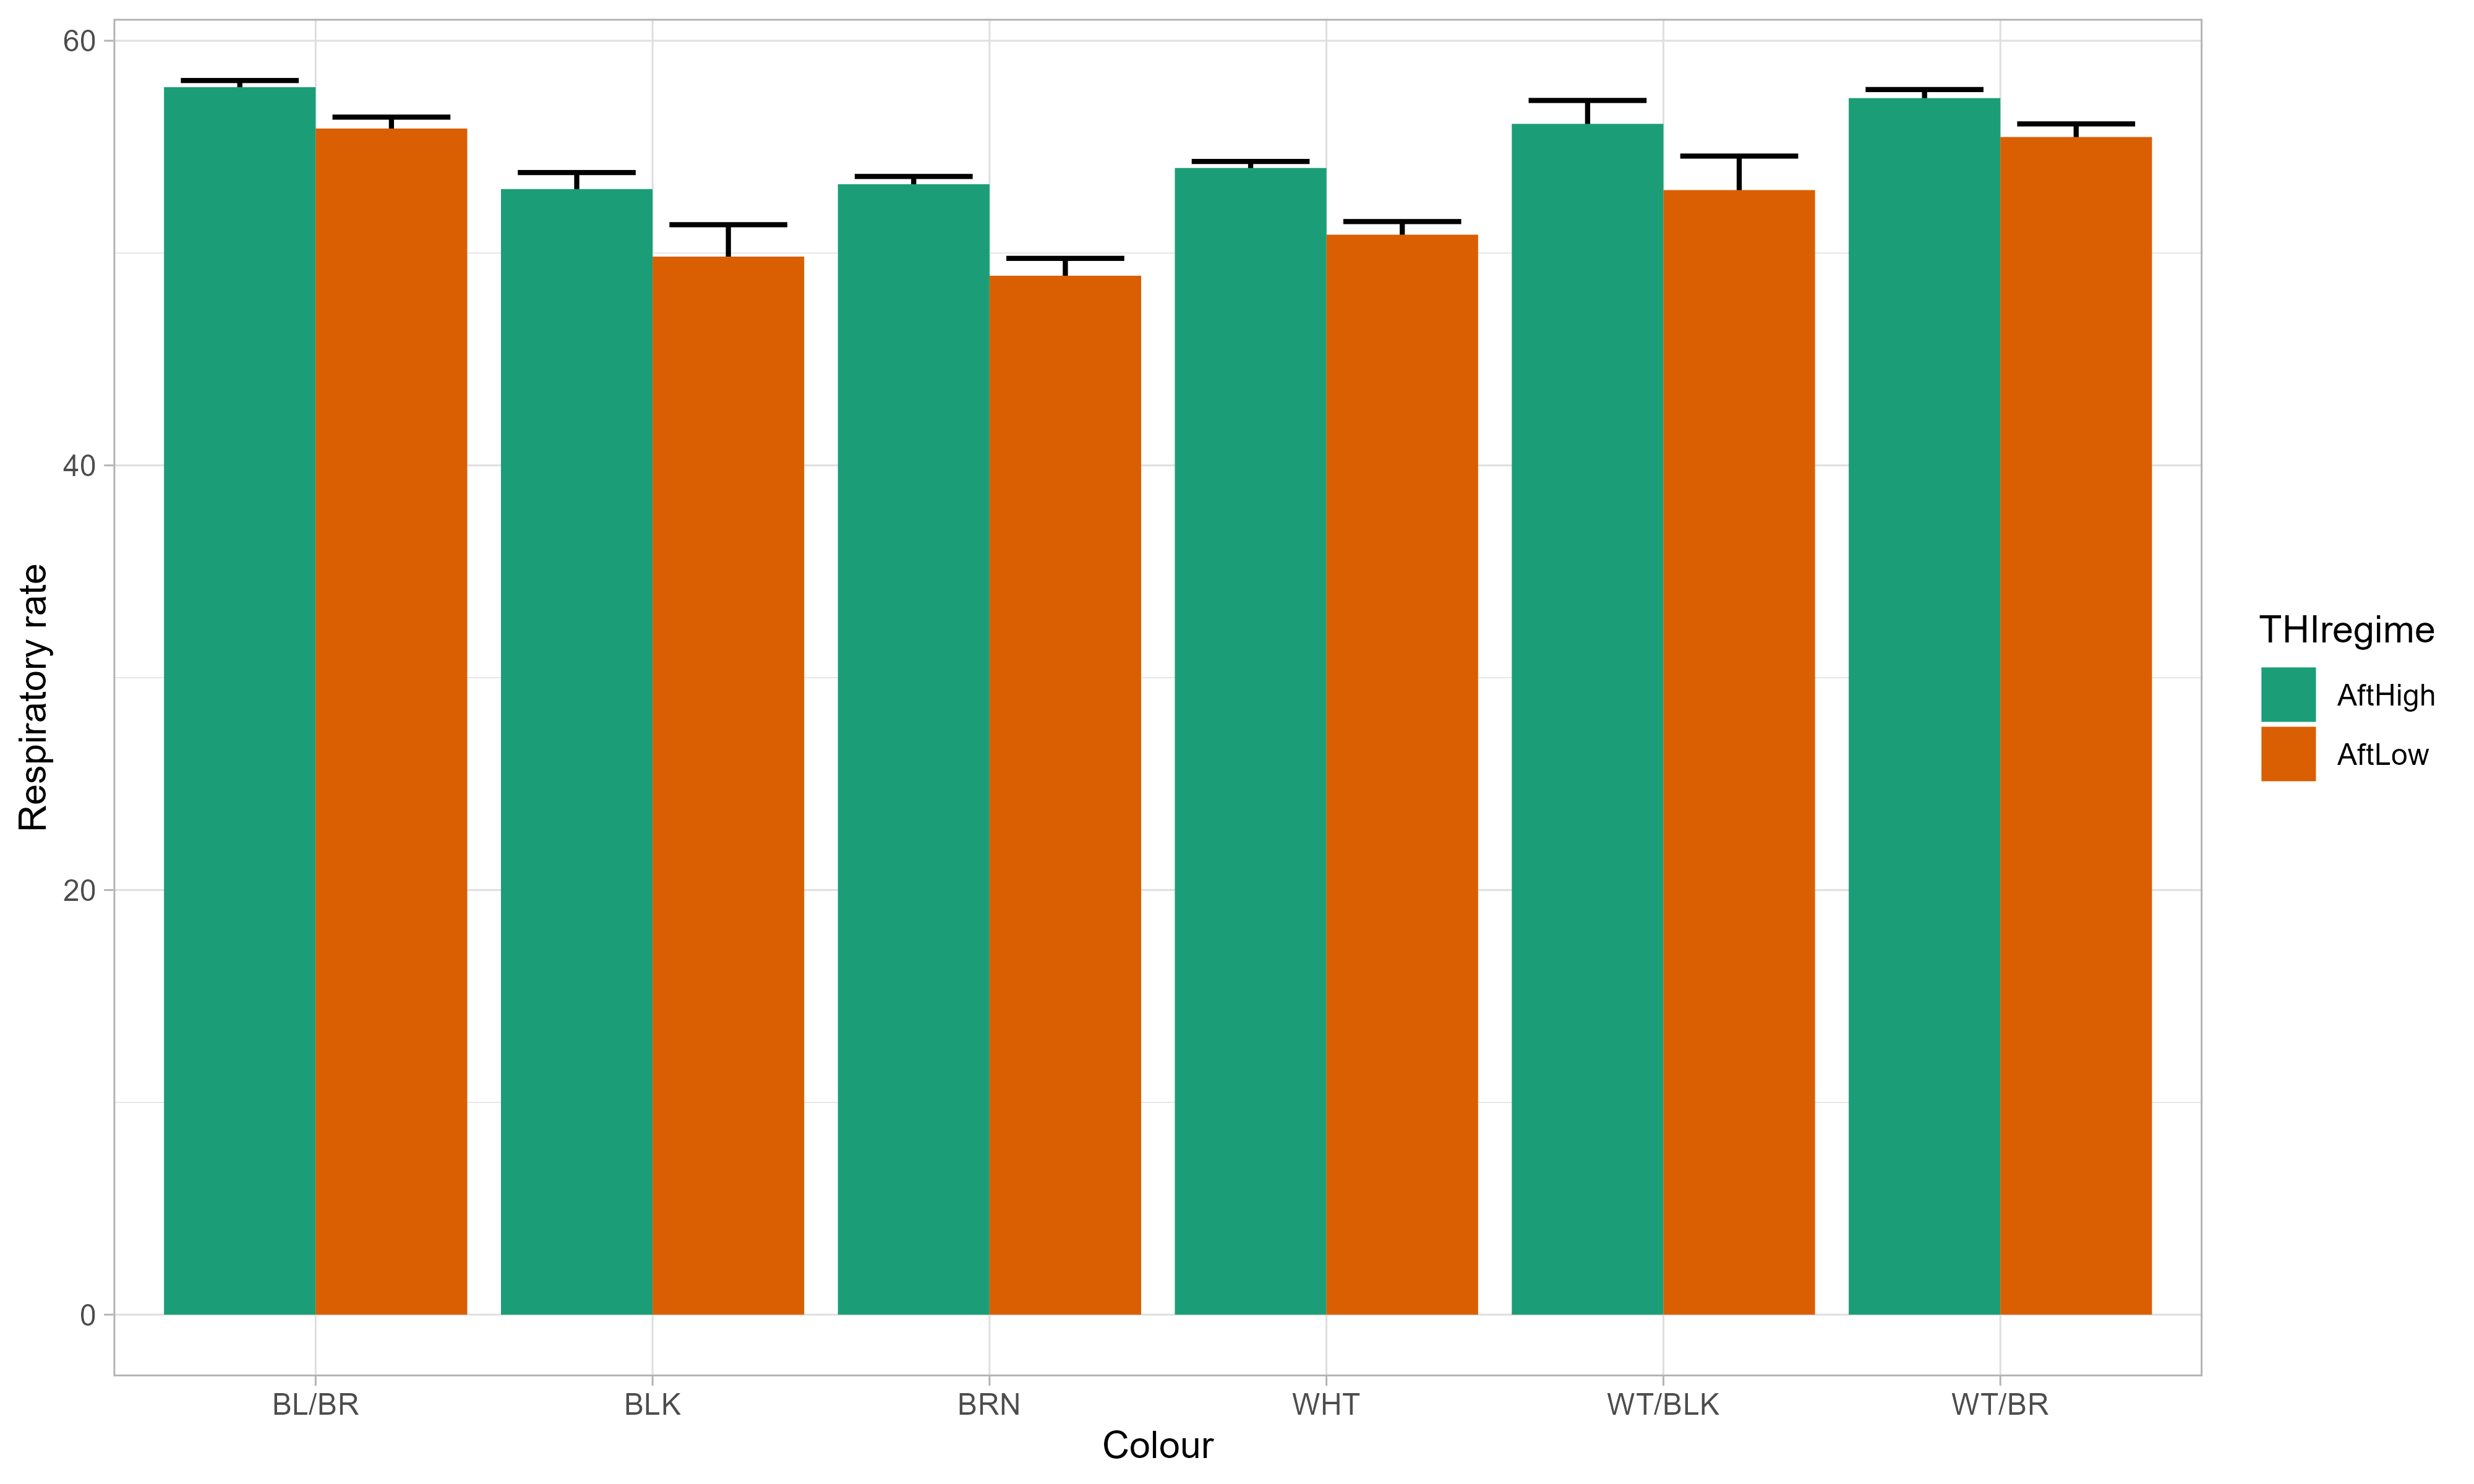 60
40
20
0
Respiratory rate
BL/BR BLK BRN WHT WT/BLK WT/BR
Colour
THIregime
AftHigh
AftLow